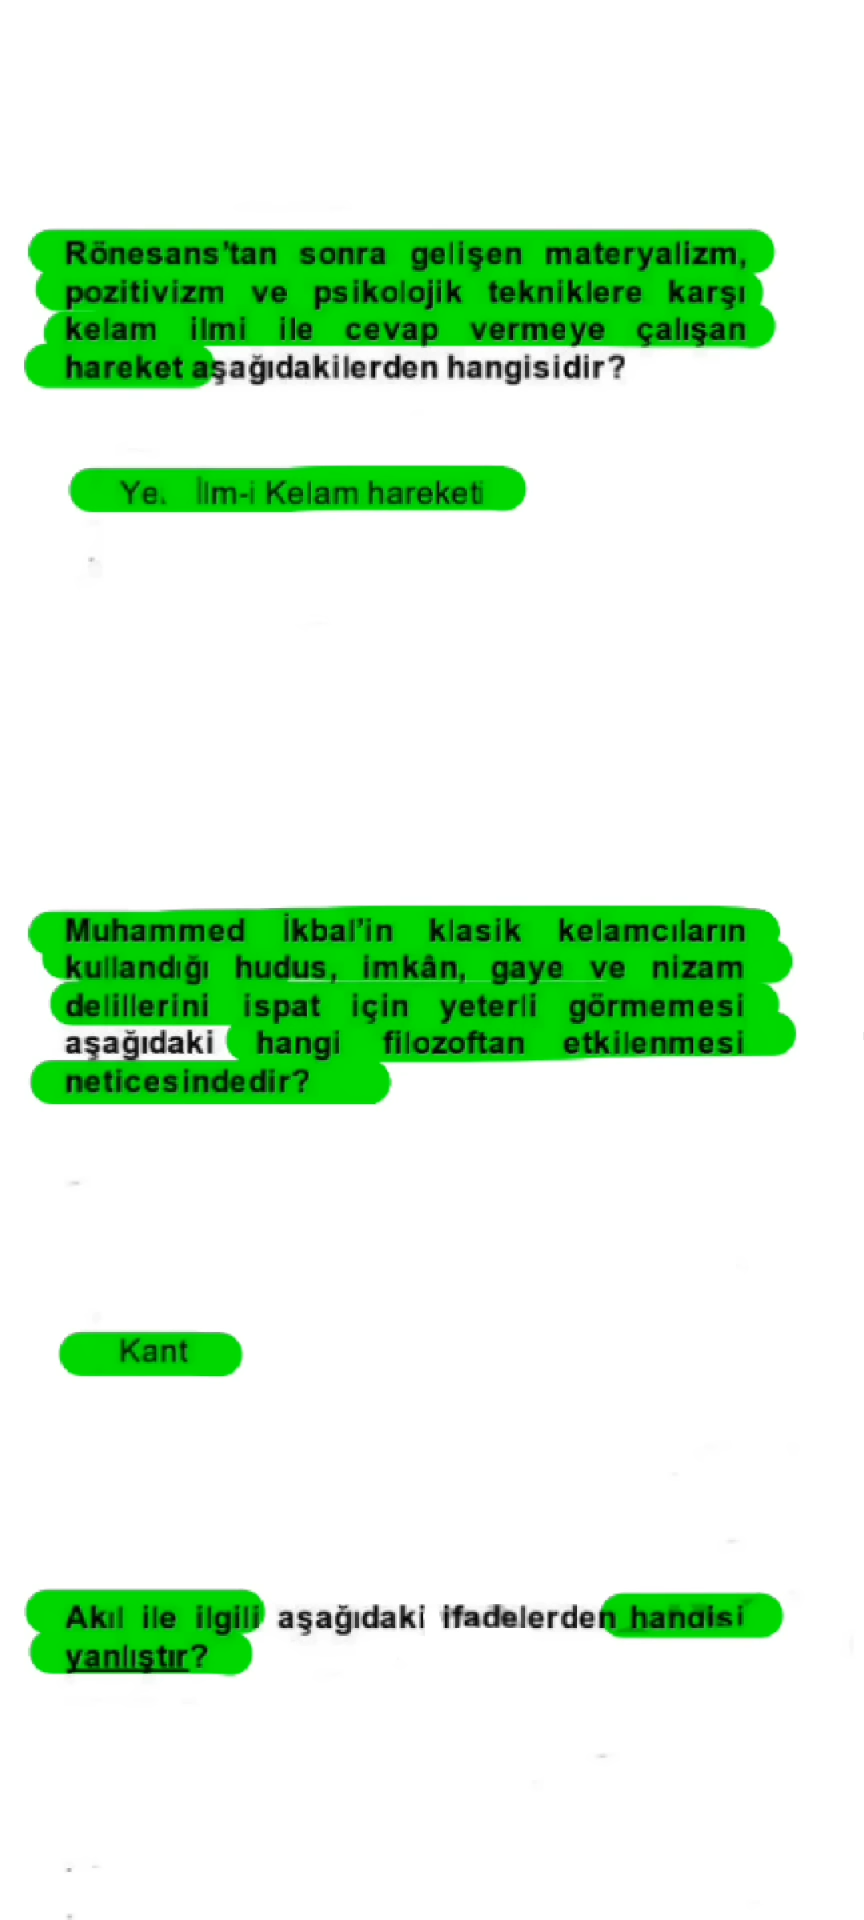 Rönesans'tan sonra gelişen materyalizm,
pozitivizm ve psikolojik tekniklere karşı
kelam ilmi ile cevap vermeye çalışan
hareket aşağıdakilerden hangisidir?
Ye. İlm-i Kelam hareketi
Muhammed İkbal'in klasik kelamcıların
kullandığı hudus, imkân, gaye ve nizam
delillerini ispat için yeterli görmemesi
aşağıdaki hangi filozoftan etkilenmesi
neticesindedir?
Kant
Akıl ile ilgili aşağıdaki ifadelerden hangisi
yanlıştır?